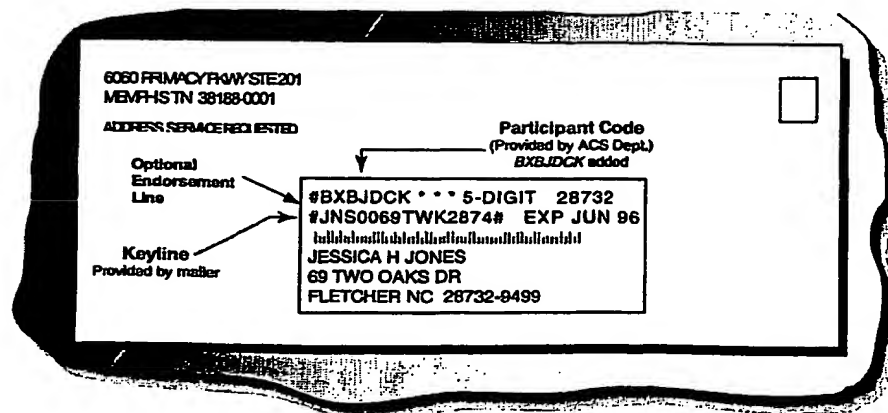 6060 PRIMACY PKWY STE 201
MEMPHIS TN 38188-0001
ADDRESS SERVICE REQUESTED
Participant Code
(Provided by ACS Dept.)
BXBJDCK added
Optional
Endorsement
Line
#BXBJDCK * * * 5-DIGIT 28732
#JNS0069TWK2874# EXP JUN 96
Keyline
Provided by mailer
JESSICA H JONES
69 TWO OAKS DR
FLETCHER NC 28732-9499